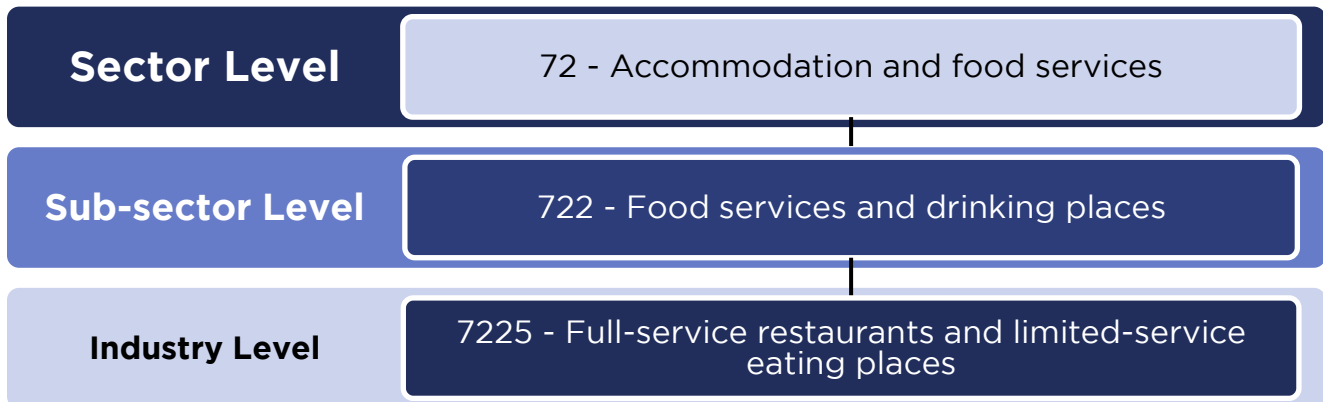 Sector Level
72 - Accommodation and food services
Sub-sector Level
722 - Food services and drinking places
Industry Level
7225 - Full-service restaurants and limited-service
eating places